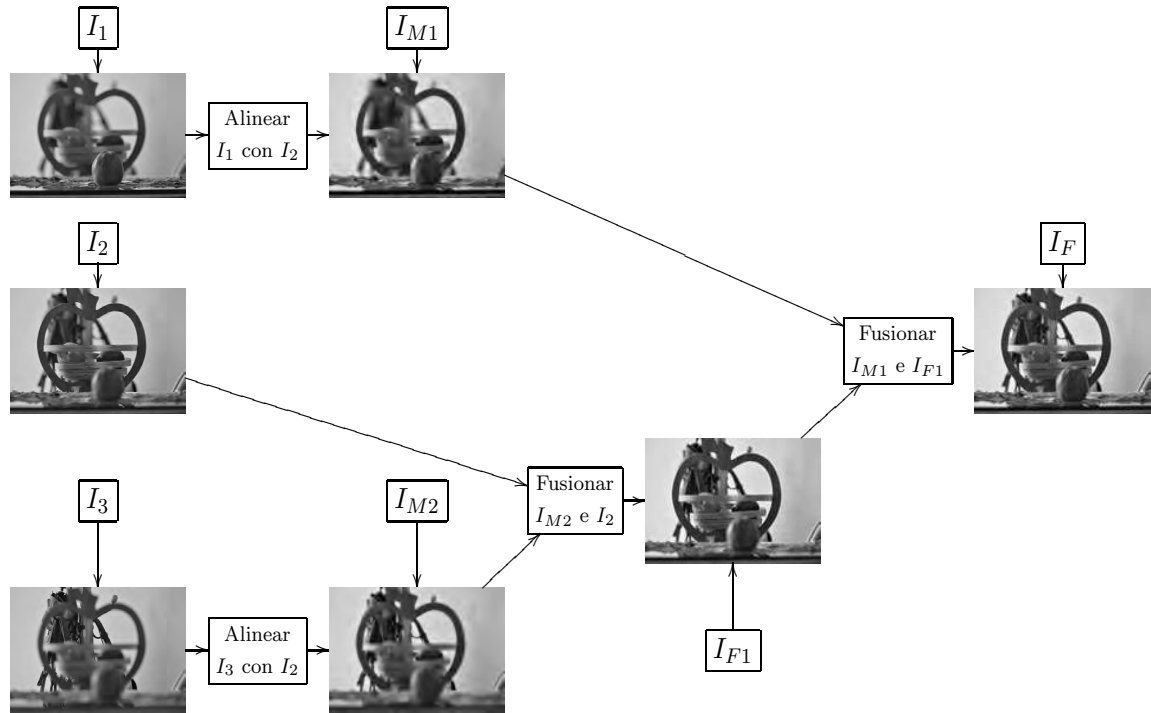 I_1
I_{M1}
Alinear
I_1 con I_2
I_2
I_F
Fusionar
I_{M1} e I_{F1}
I_3
I_{M2}
Fusionar
I_{M2} e I_2
Alinear
I_3 con I_2
I_{F1}